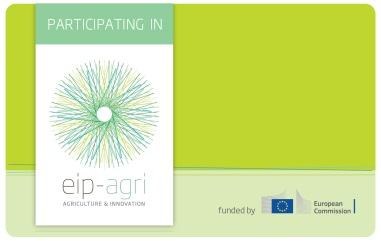 PARTICIPATING IN
eip-agri
AGRICULTURE & INNOVATION
funded by
European
Commission